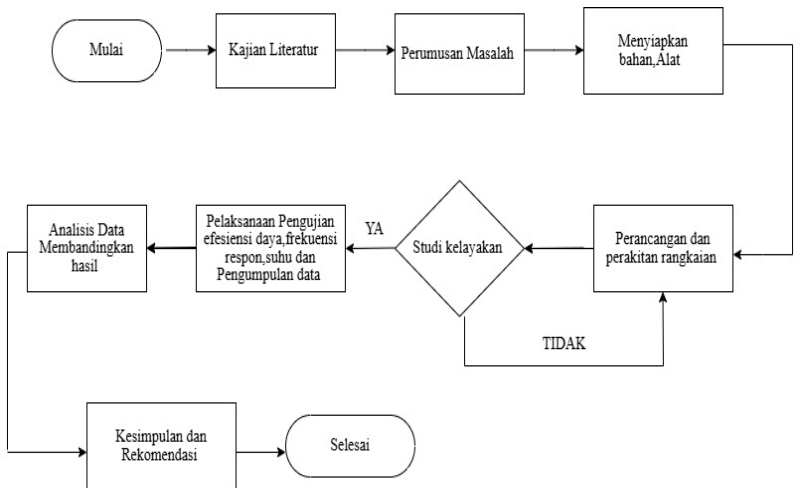 Mulai
Kajian Literatur
Perumusan Masalah
Menyiapkan
bahan,Alat
Perancangan dan
perakitan rangkaian
Studi kelayakan
YA
TIDAK
Pelaksanaan Pengujian
efesiensi daya,frekuensi
respon,suhu dan
Pengumpulan data
Analisis Data
Membandingkan
hasil
Kesimpulan dan
Rekomendasi
Selesai